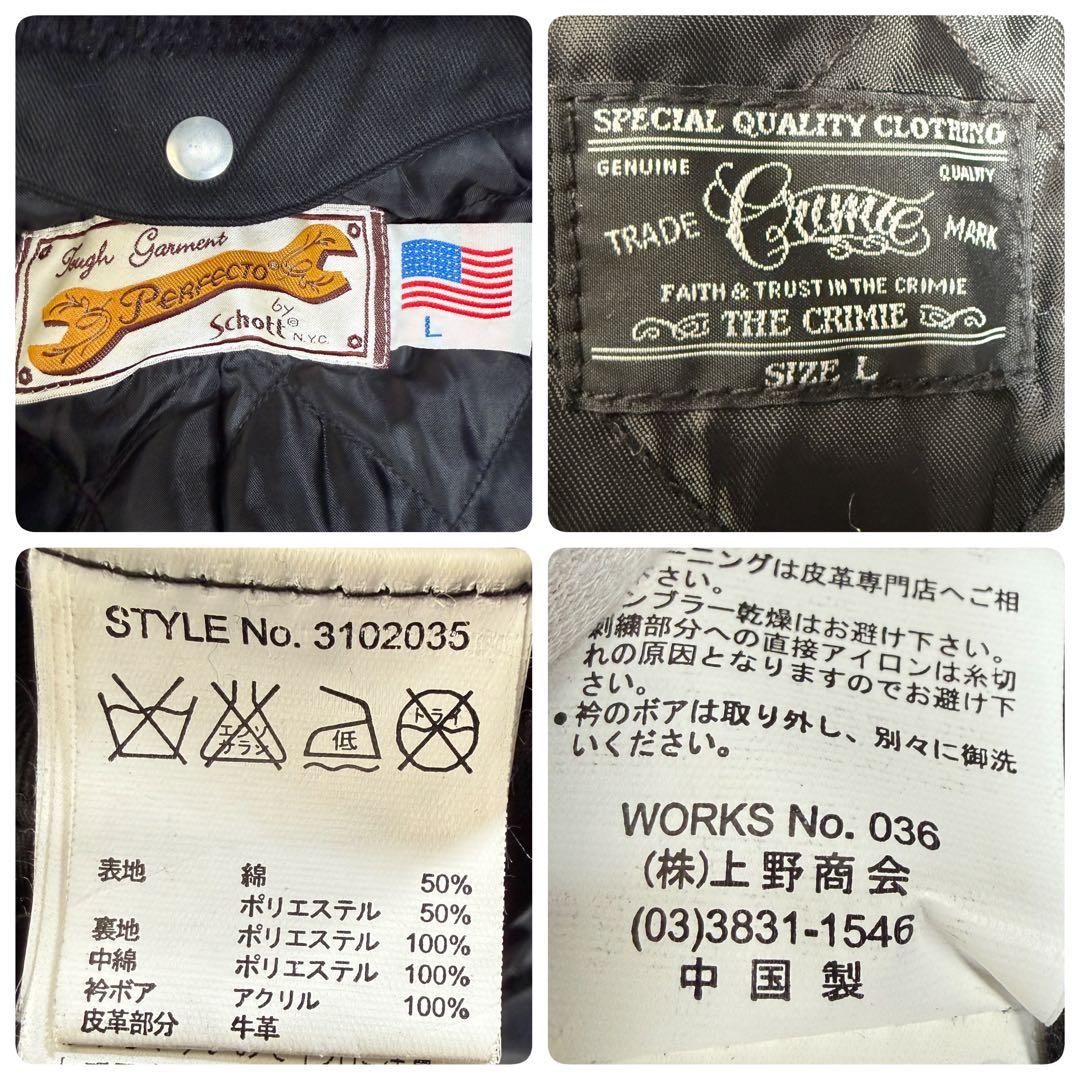 Tough Garment
PERFECTO®
by
Schott®
N.Y.C.
L
SPECIAL QUALITY CLOTHING
GENUINE QUALITY
TRADE Crimie MARK
FAITH & TRUST IN THE CRIMIE
THE CRIMIE
SIZE L
STYLE No. 3102035
エンソ
サラシ
低
ドライ
表地 綿 50%
ポリエステル 50%
裏地 ポリエステル 100%
中綿 ポリエステル 100%
衿ボア アクリル 100%
皮革部分 牛革
ニングは皮革専門店へご相
下さい。
ンブラー乾燥はお避け下さい。
刺繍部分への直接アイロンは糸切
れの原因となりますのでお避け下
さい。
•衿のボアは取り外し、別々に御洗
いください。
WORKS No. 036
(株)上野商会
(03)3831-1546
中国製